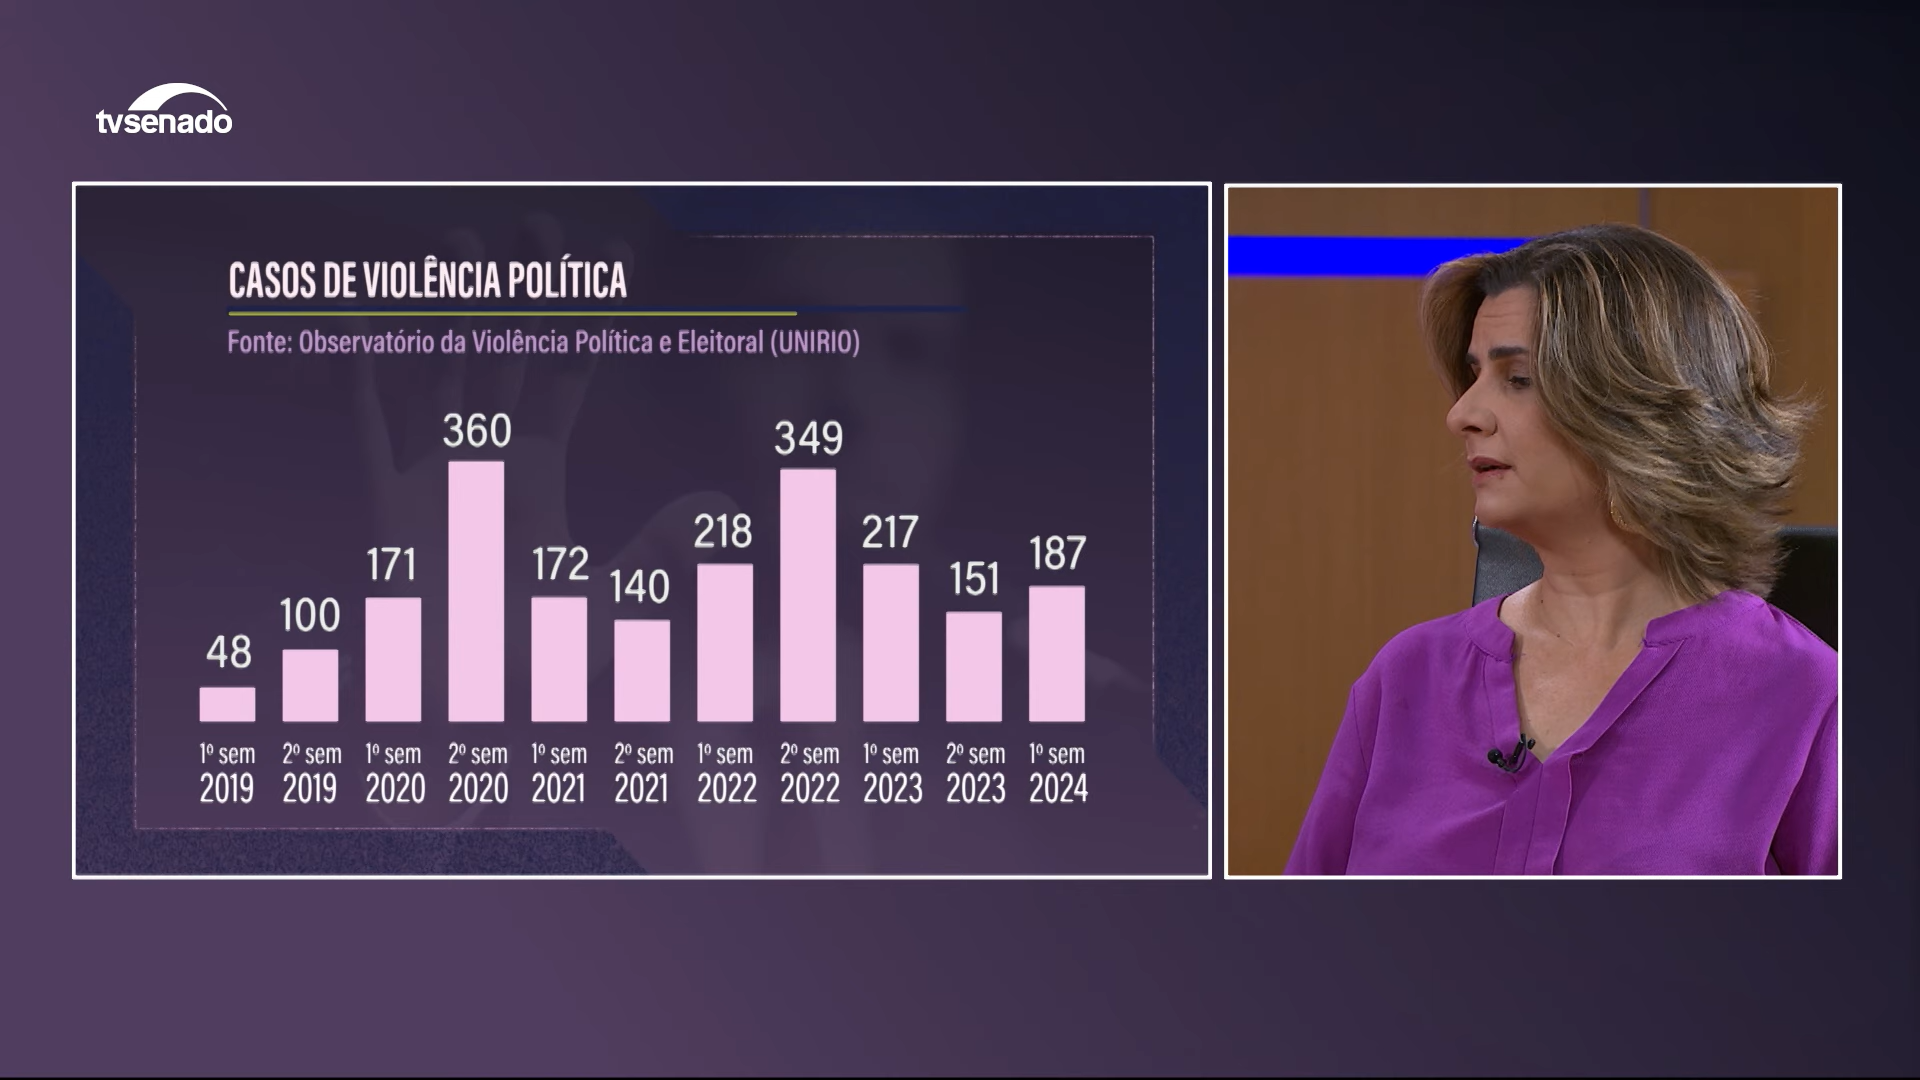 tvsenado
CASOS DE VIOLÊNCIA POLÍTICA
Fonte: Observatório da Violência Política e Eleitoral (UNIRIO)
48
100
171
360
172
140
218
349
217
151
187
1º sem 2º sem 1º sem 2º sem 1º sem 2º sem 1º sem 2º sem 1º sem 2º sem 1º sem
2019 2019 2020 2020 2021 2021 2022 2022 2023 2023 2024